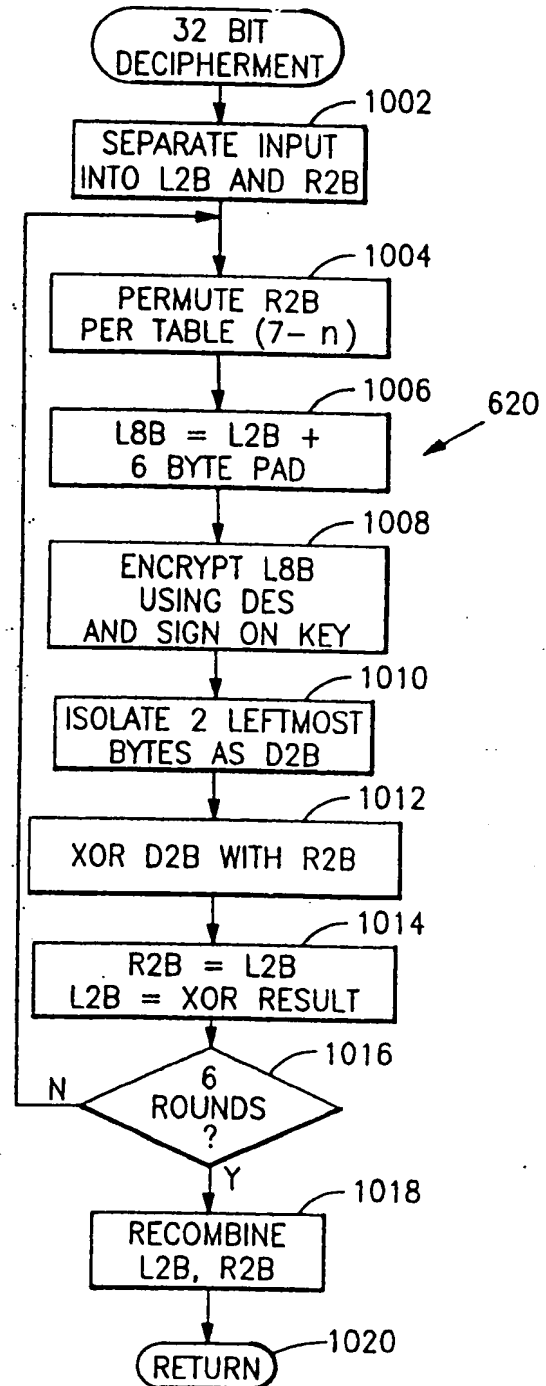 32 BIT
DECIPHERMENT
1002
SEPARATE INPUT
INTO L2B AND R2B
1004
PERMUTE R2B
PER TABLE (7- n)
1006
620
L8B = L2B +
6 BYTE PAD
1008
ENCRYPT L8B
USING DES
AND SIGN ON KEY
1010
ISOLATE 2 LEFTMOST
BYTES AS D2B
1012
XOR D2B WITH R2B
1014
R2B = L2B
L2B = XOR RESULT
1016
N
6
ROUNDS
?
Y
1018
RECOMBINE
L2B, R2B
1020
RETURN